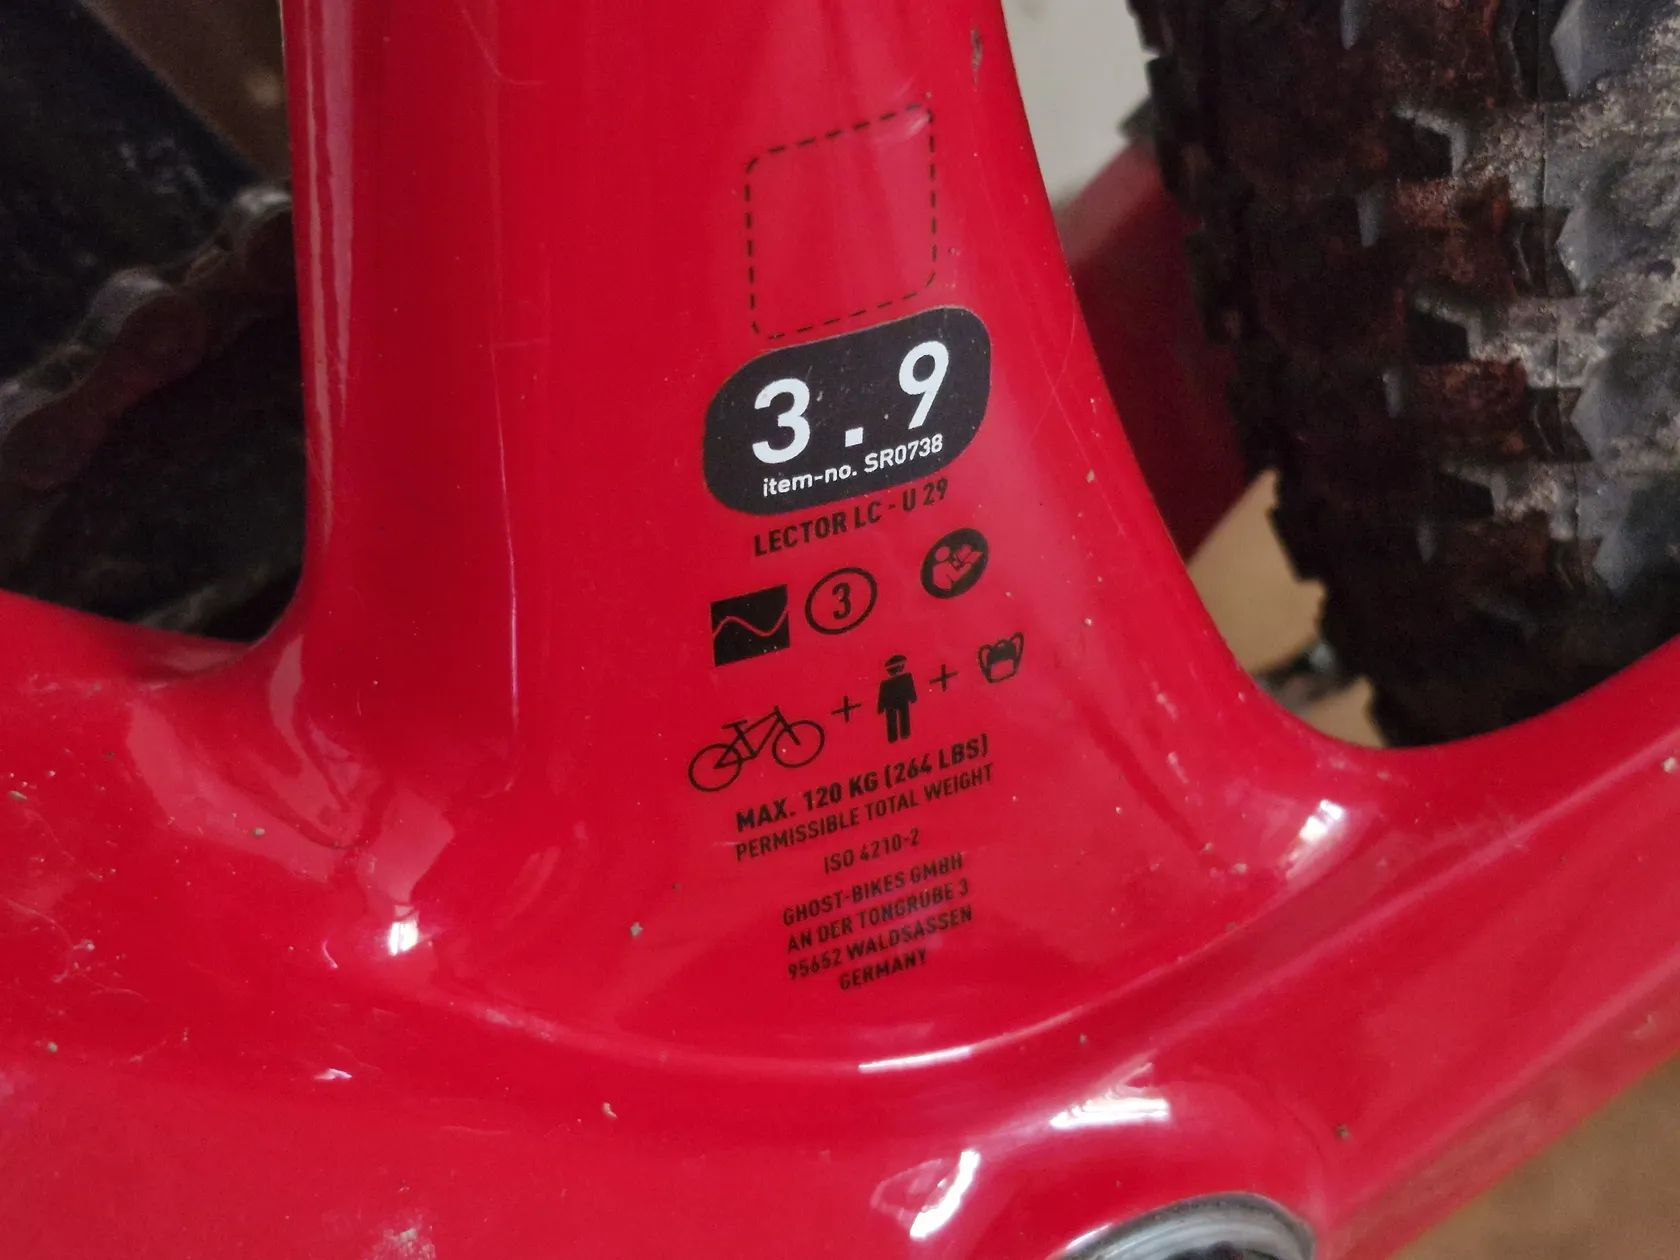 3.9
item-no. SR0738
LECTOR LC - U 29
3
+ +
MAX. 120 KG (264 LBS)
PERMISSIBLE TOTAL WEIGHT
ISO 4210-2
GHOST-BIKES GMBH
AN DER TONGRUBE 3
95652 WALDSASSEN
GERMANY